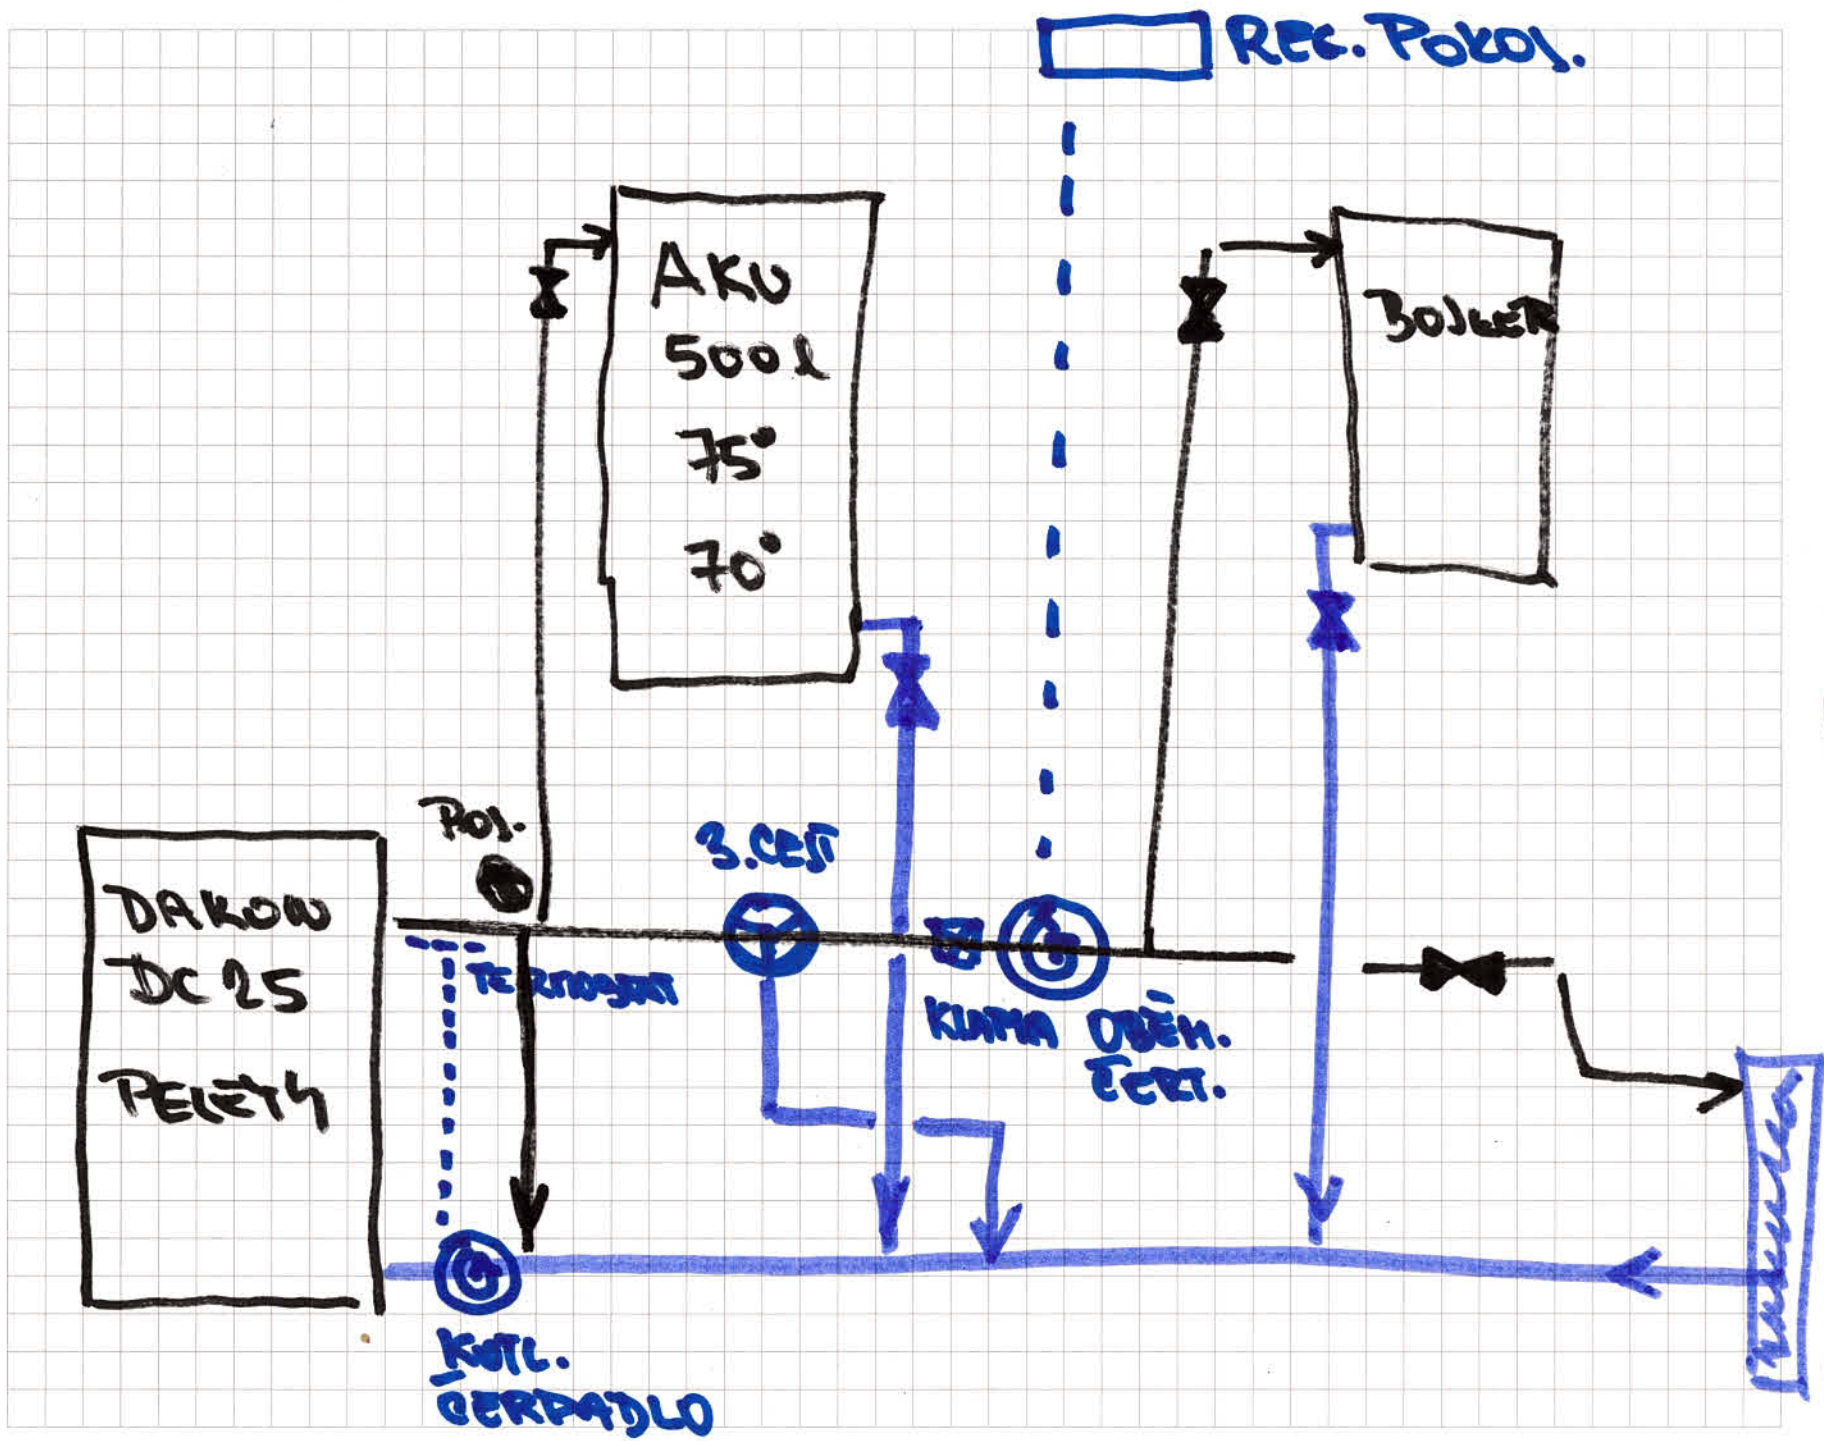 REG. POKOJ.
AKU
500l
75°
70°
BOJLER
POJ.
3.CEST
DAKON
DC 25
PELETY
TERMOSTAT
KLAPKA OBĚH.
ČERP.
KOTL.
ČERPADLO